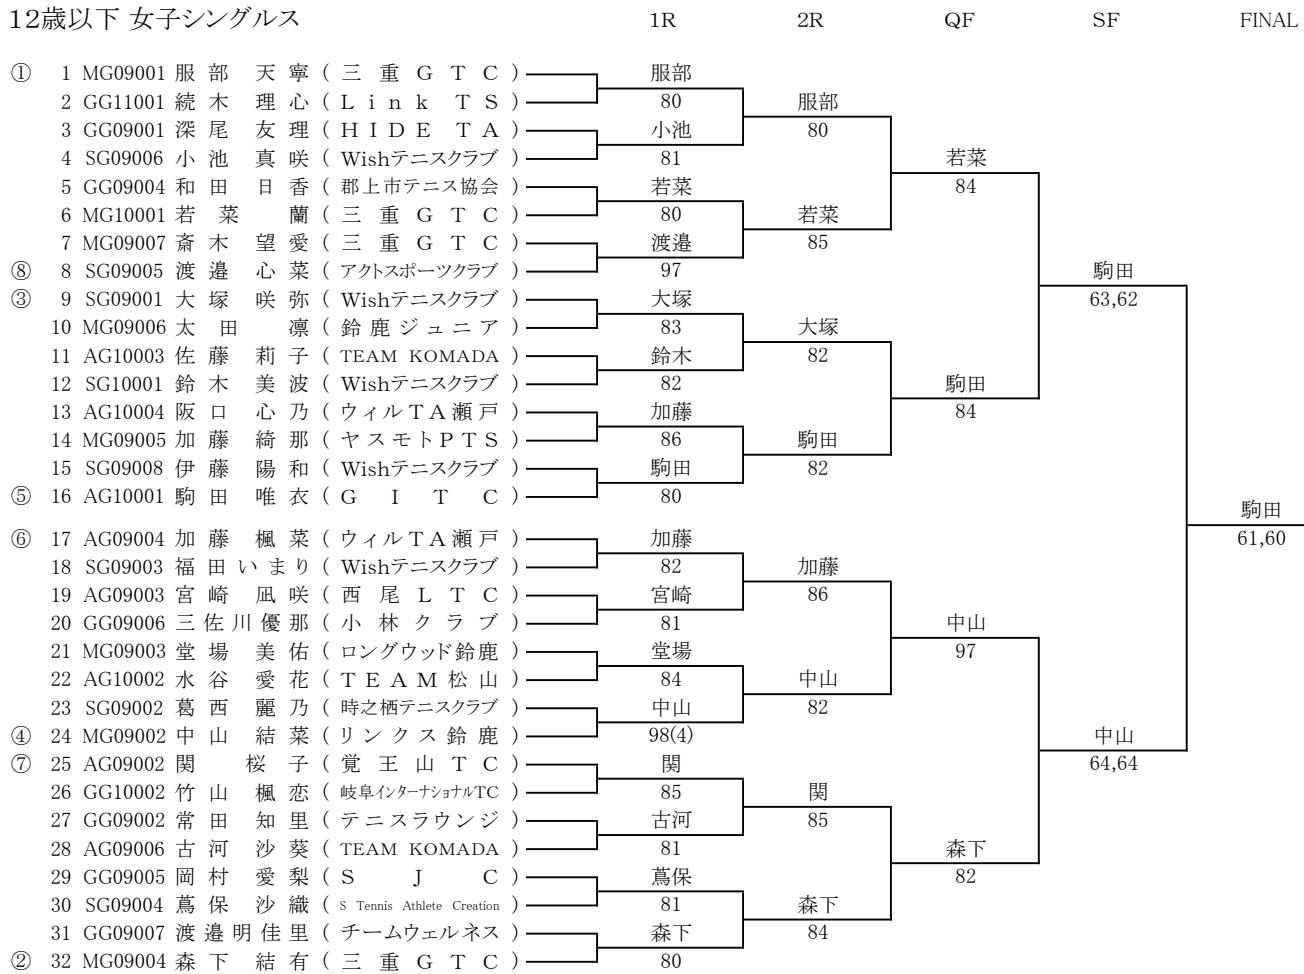 12歳以下 女子シングルス 1R 2R QF SF FINAL
① 1 MG09001 服部 天寧 ( 三重GTC ) 服部
2 GG11001 続木 理心 ( Link TS ) 80 服部
3 GG09001 深尾 友理 ( HIDE TA ) 小池 80
4 SG09006 小池 真咲 ( Wishテニスクラブ ) 81 若菜
5 GG09004 和田 日香 ( 郡上市テニス協会 ) 若菜 84
6 MG10001 若菜 蘭 ( 三重GTC ) 80 若菜
7 MG09007 斎木 望愛 ( 三重GTC ) 渡邉 85
⑧ 8 SG09005 渡邉 心菜 ( アクトスポーツクラブ ) 97 駒田
③ 9 SG09001 大塚 咲弥 ( Wishテニスクラブ ) 大塚 63,62
10 MG09006 太田 凛 ( 鈴鹿ジュニア ) 83 大塚
11 AG10003 佐藤 莉子 ( TEAM KOMADA ) 鈴木 82
12 SG10001 鈴木 美波 ( Wishテニスクラブ ) 82 駒田
13 AG10004 阪口 心乃 ( ウィルTA瀬戸 ) 加藤 84
14 MG09005 加藤 綺那 ( ヤスモトPTS ) 86 駒田
15 SG09008 伊藤 陽和 ( Wishテニスクラブ ) 駒田 82
⑤ 16 AG10001 駒田 唯衣 ( GITC ) 80
駒田
⑥ 17 AG09004 加藤 楓菜 ( ウィルTA瀬戸 ) 加藤 61,60
18 SG09003 福田いまり ( Wishテニスクラブ ) 82 加藤
19 AG09003 宮崎 凪咲 ( 西尾LTC ) 宮崎 86
20 GG09006 三佐川優那 ( 小林クラブ ) 81 中山
21 MG09003 堂場 美佑 ( ロングウッド鈴鹿 ) 堂場 97
22 AG10002 水谷 愛花 ( TEAM松山 ) 84 中山
23 SG09002 葛西 麗乃 ( 時之栖テニスクラブ ) 中山 82
④ 24 MG09002 中山 結菜 ( リンクス鈴鹿 ) 98(4) 中山
⑦ 25 AG09002 関 桜子 ( 覚王山TC ) 関 64,64
26 GG10002 竹山 楓恋 ( 岐阜インターナショナルTC ) 85 関
27 GG09002 常田 知里 ( テニスラウンジ ) 古河 85
28 AG09006 古河 沙葵 ( TEAM KOMADA ) 81 森下
29 GG09005 岡村 愛梨 ( SJC ) 蔦保 82
30 SG09004 蔦保 沙織 ( S Tennis Athlete Creation ) 81 森下
31 GG09007 渡邉明佳里 ( チームウェルネス ) 森下 84
② 32 MG09004 森下 結有 ( 三重GTC ) 80